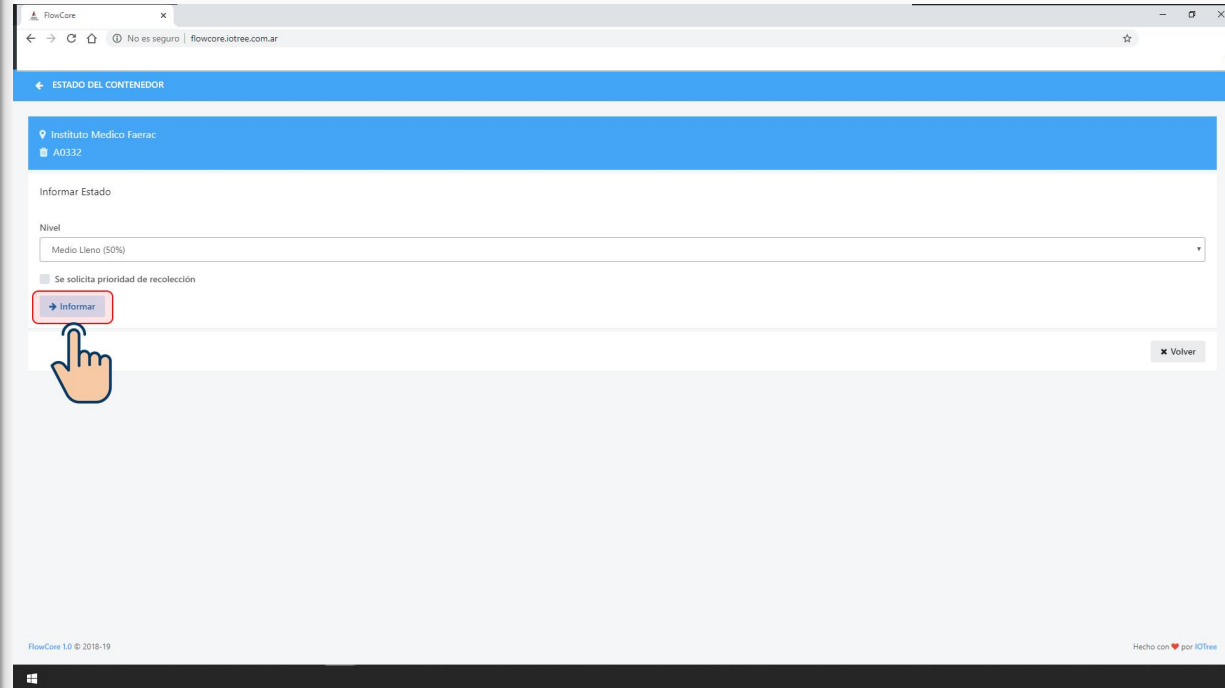 FlowCore
No es seguro | flowcore.iotree.com.ar
ESTADO DEL CONTENEDOR
Instituto Medico Faerac
A0332
Informar Estado
Nivel
Medio Lleno (50%)
Se solicita prioridad de recolección
Informar
Volver
FlowCore 1.0 © 2018-19
Hecho con ❤ por IOTree